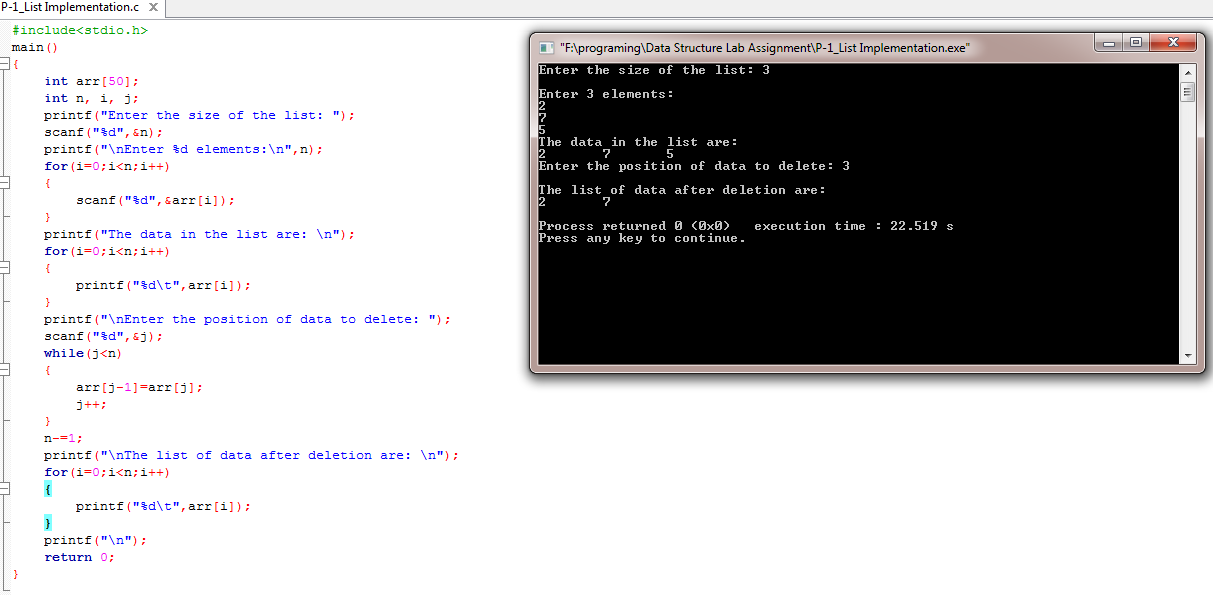 P-1_List Implementation.c X
#include<stdio.h>
main()
{
int arr[50];
int n, i, j;
printf("Enter the size of the list: ");
scanf("%d",&n);
printf("\nEnter %d elements:\n",n);
for(i=0;i<n;i++)
{
scanf("%d",&arr[i]);
}
printf("The data in the list are: \n");
for(i=0;i<n;i++)
{
printf("%d\t",arr[i]);
}
printf("\nEnter the position of data to delete: ");
scanf("%d",&j);
while(j<n)
{
arr[j-1]=arr[j];
j++;
}
n-=1;
printf("\nThe list of data after deletion are: \n");
for(i=0;i<n;i++)
{
printf("%d\t",arr[i]);
}
printf("\n");
return 0;
}
"F:\programing\Data Structure Lab Assignment\P-1_List Implementation.exe"
Enter the size of the list: 3
Enter 3 elements:
2
7
5
The data in the list are:
2 7 5
Enter the position of data to delete: 3
The list of data after deletion are:
2 7
Process returned 0 (0x0) execution time : 22.519 s
Press any key to continue.